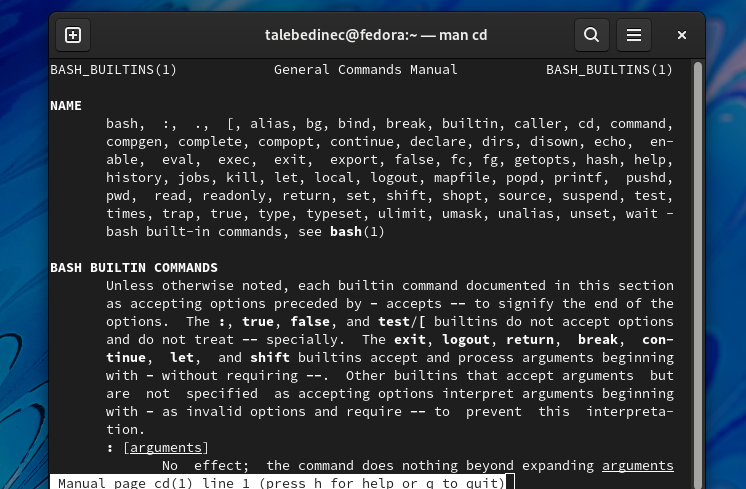 talebedinec@fedora:~ — man cd
BASH_BUILTINS(1) General Commands Manual BASH_BUILTINS(1)
NAME
bash, :, ., [, alias, bg, bind, break, builtin, caller, cd, command,
compgen, complete, compopt, continue, declare, dirs, disown, echo, en-
able, eval, exec, exit, export, false, fc, fg, getopts, hash, help,
history, jobs, kill, let, local, logout, mapfile, popd, printf, pushd,
pwd, read, readonly, return, set, shift, shopt, source, suspend, test,
times, trap, true, type, typeset, ulimit, umask, unalias, unset, wait -
bash built-in commands, see bash(1)
BASH BUILTIN COMMANDS
Unless otherwise noted, each builtin command documented in this section
as accepting options preceded by - accepts -- to signify the end of the
options. The :, true, false, and test/[ builtins do not accept options
and do not treat -- specially. The exit, logout, return, break, con-
tinue, let, and shift builtins accept and process arguments beginning
with - without requiring --. Other builtins that accept arguments but
are not specified as accepting options interpret arguments beginning
with - as invalid options and require -- to prevent this interpreta-
tion.
: [arguments]
No effect; the command does nothing beyond expanding arguments
Manual page cd(1) line 1 (press h for help or q to quit)